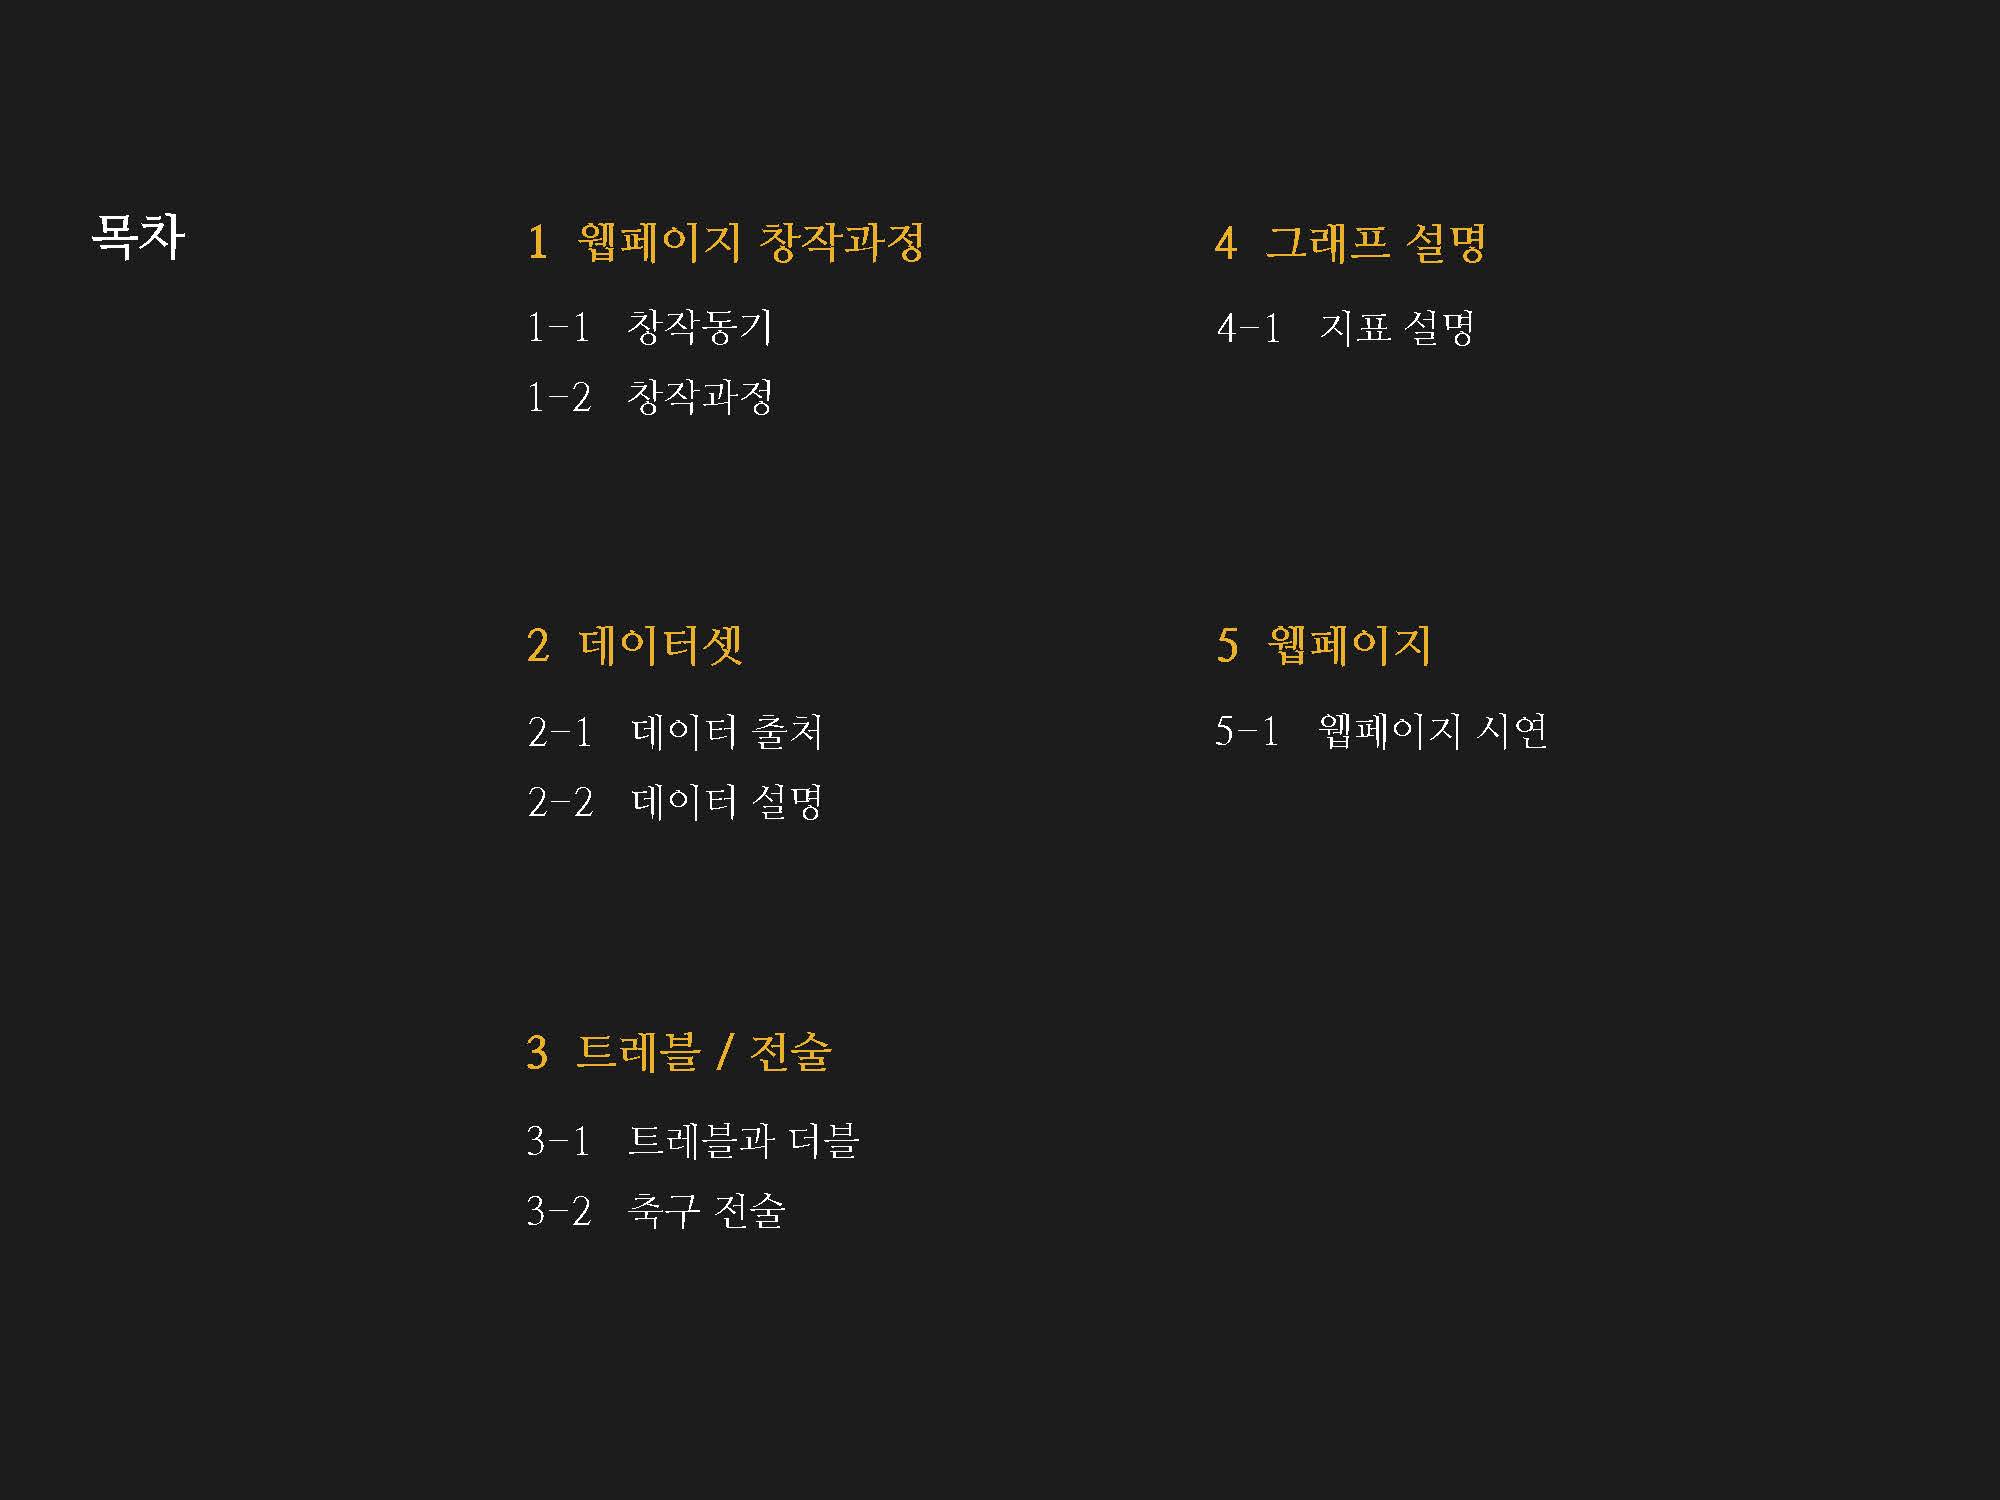 목차
1 웹페이지 창작과정
1-1 창작동기
1-2 창작과정
2 데이터셋
2-1 데이터 출처
2-2 데이터 설명
3 트레블 / 전술
3-1 트레블과 더블
3-2 축구 전술
4 그래프 설명
4-1 지표 설명
5 웹페이지
5-1 웹페이지 시연